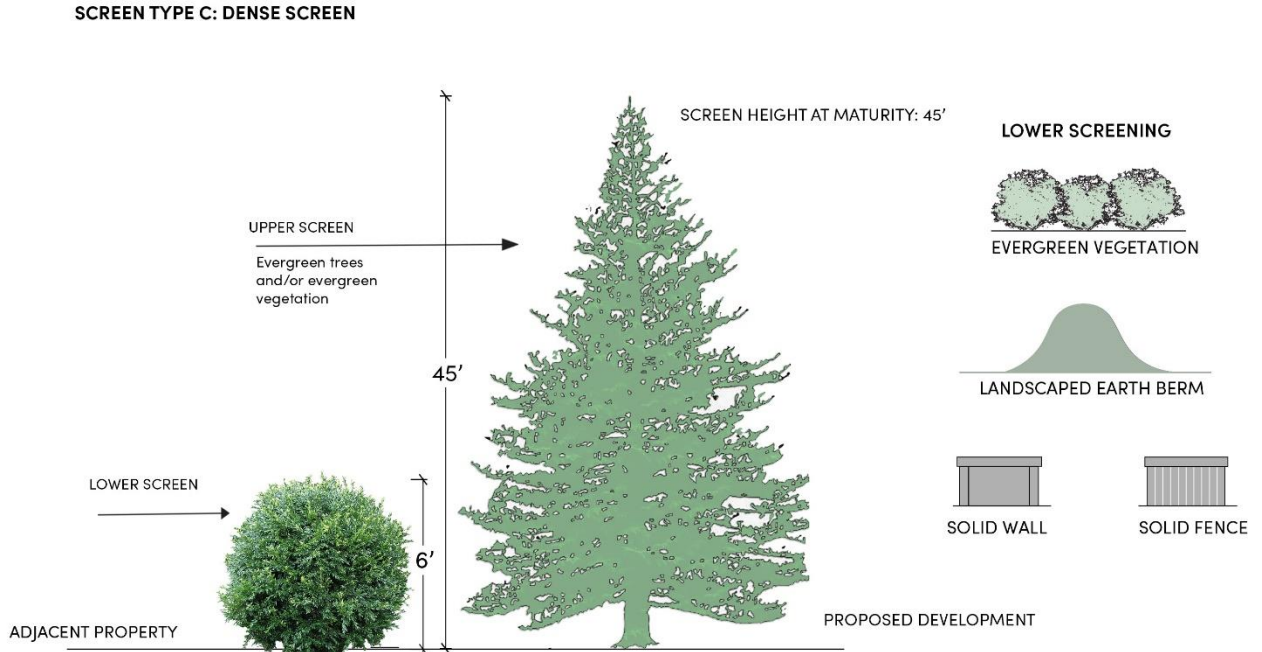 SCREEN TYPE C: DENSE SCREEN
SCREEN HEIGHT AT MATURITY: 45'
LOWER SCREENING
UPPER SCREEN
Evergreen trees
and/or evergreen
vegetation
EVERGREEN VEGETATION
45'
LANDSCAPED EARTH BERM
LOWER SCREEN
6'
SOLID WALL
SOLID FENCE
ADJACENT PROPERTY
PROPOSED DEVELOPMENT